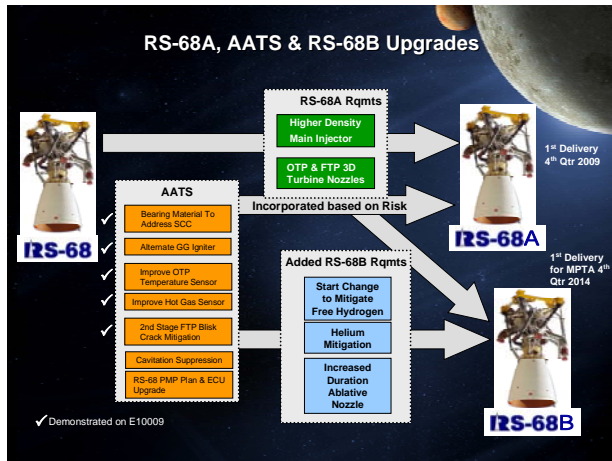 RS-68A, AATS & RS-68B Upgrades
RS-68A Rqmts
Higher Density
Main Injector
OTP & FTP 3D
Turbine Nozzles
1st Delivery
4th Qtr 2009
RS-68
RS-68A
AATS
Incorporated based on Risk
✓ Bearing Material To
Address SCC
✓ Alternate GG Igniter
✓ Improve OTP
Temperature Sensor
✓ Improve Hot Gas Sensor
✓ 2nd Stage FTP Blisk
Crack Mitigation
Cavitation Suppression
RS-68 PMP Plan & ECU
Upgrade
Added RS-68B Rqmts
Start Change
to Mitigate
Free Hydrogen
Helium
Mitigation
Increased
Duration
Ablative
Nozzle
1st Delivery
for MPTA 4th
Qtr 2014
RS-68B
✓ Demonstrated on E10009